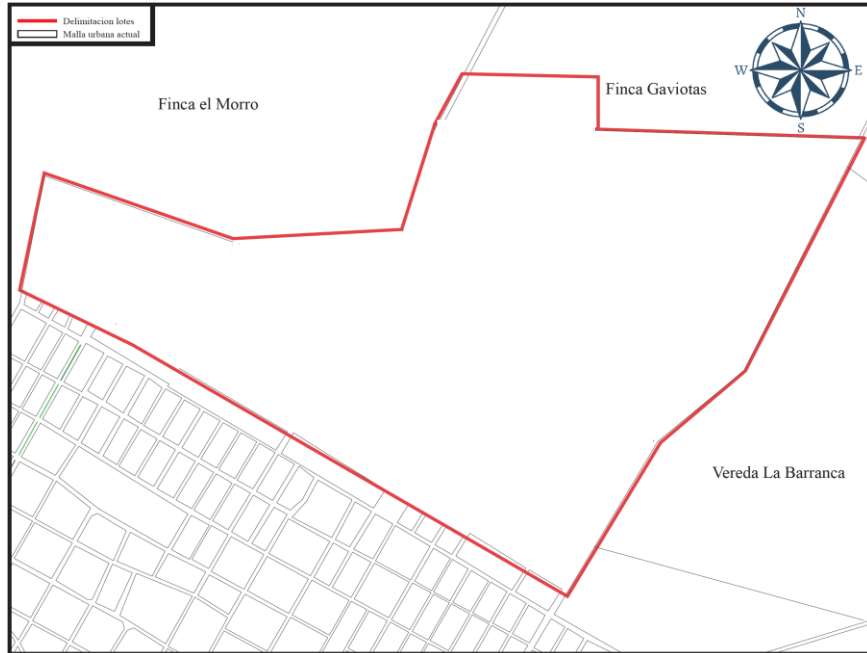 Delimitacion lotes
Malla urbana actual
N
W
E
S
Finca el Morro
Finca Gaviotas
Vereda La Barranca